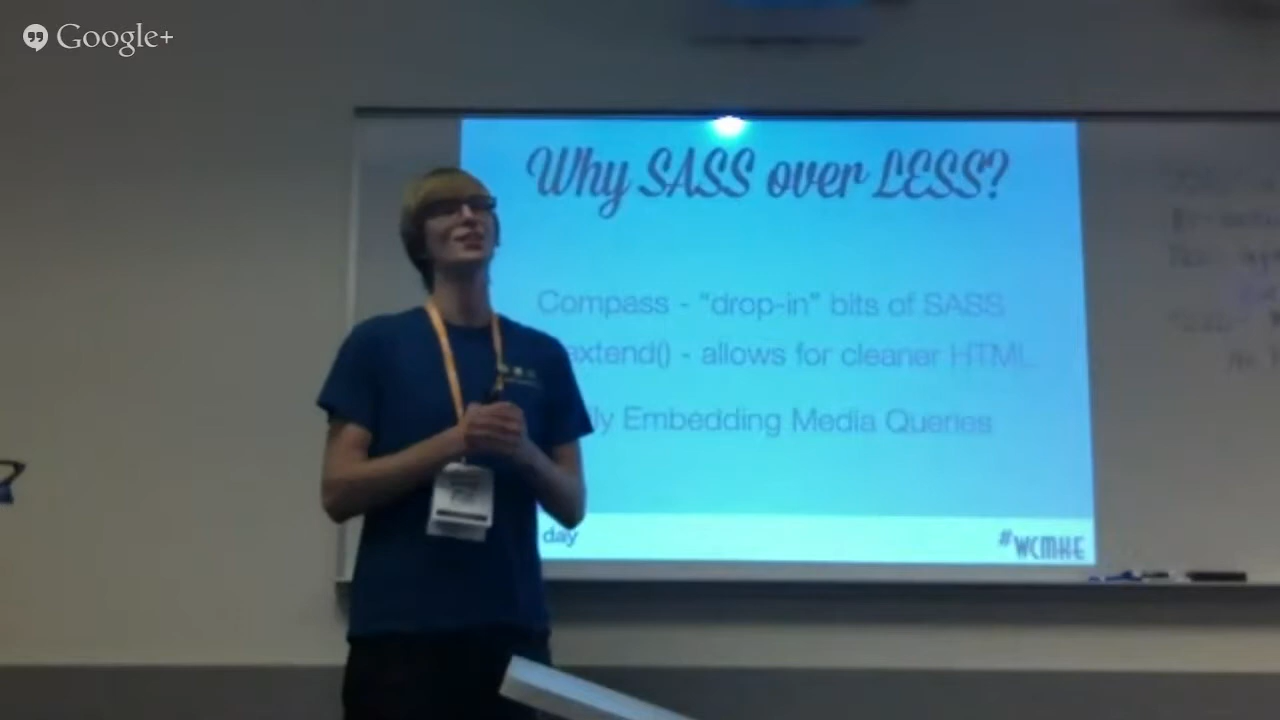 Google+
Why SASS over LESS?
Compass - "drop-in" bits of SASS
extend() - allows for cleaner HTML
Embedding Media Queries
day
#WCMKE